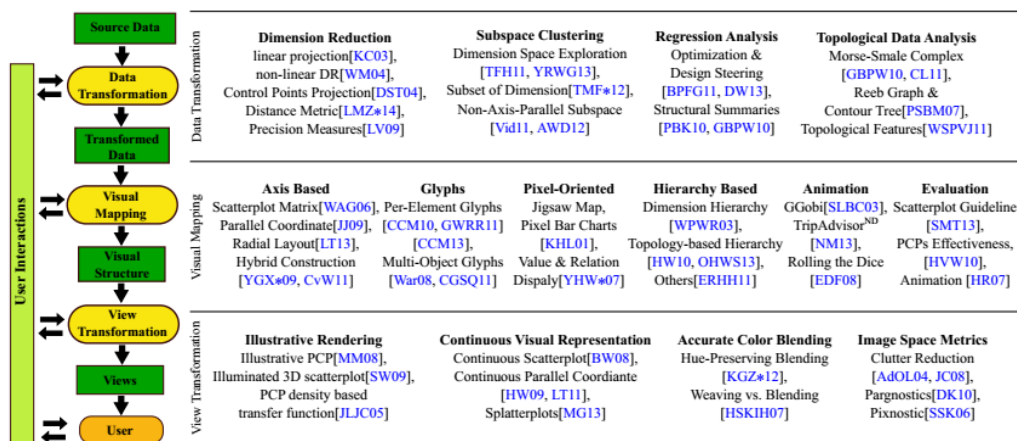 User Interactions
Source Data
Data
Transformation
Transformed
Data
Visual
Mapping
Visual
Structure
View
Transformation
Views
User
Data Transformation
Dimension Reduction
linear projection[KC03],
non-linear DR[WM04],
Control Points Projection[DST04],
Distance Metric[LMZ*14],
Precision Measures[LV09]
Subspace Clustering
Dimension Space Exploration
[TFH11, YRWG13],
Subset of Dimension[TMF*12],
Non-Axis-Parallel Subspace
[Vid11, AWD12]
Regression Analysis
Optimization &
Design Steering
[BPFG11, DW13],
Structural Summaries
[PBK10, GBPW10]
Topological Data Analysis
Morse-Smale Complex
[GBPW10, CL11],
Reeb Graph &
Contour Tree[PSBM07],
Topological Features[WSPVJ11]
Visual Mapping
Axis Based
Scatterplot Matrix[WAG06],
Parallel Coordinate[JJ09],
Radial Layout[LT13],
Hybrid Construction
[YGX*09, CvW11]
Glyphs
Per-Element Glyphs
[CCM10, GWRR11]
[CCM13],
Multi-Object Glyphs
[War08, CGSQ11]
Pixel-Oriented
Jigsaw Map,
Pixel Bar Charts
[KHL01],
Value & Relation
Dispaly[YHW*07]
Hierarchy Based
Dimension Hierarchy
[WPWR03],
Topology-based Hierarchy
[HW10, OHWS13],
Others[ERHH11]
Animation
GGobi[SLBC03],
TripAdvisorND
[NM13],
Rolling the Dice
[EDF08]
Evaluation
Scatterplot Guideline
[SMT13],
PCPs Effectiveness,
[HVW10],
Animation [HR07]
View Transformation
Illustrative Rendering
Illustrative PCP[MM08],
Illuminated 3D scatterplot[SW09],
PCP density based
transfer function[JLJC05]
Continuous Visual Representation
Continuous Scatterplot[BW08],
Continuous Parallel Coordiante
[HW09, LT11],
Splatterplots[MG13]
Accurate Color Blending
Hue-Preserving Blending
[KGZ*12],
Weaving vs. Blending
[HSKIH07]
Image Space Metrics
Clutter Reduction
[AdOL04, JC08],
Pargnostics[DK10],
Pixnostic[SSK06]